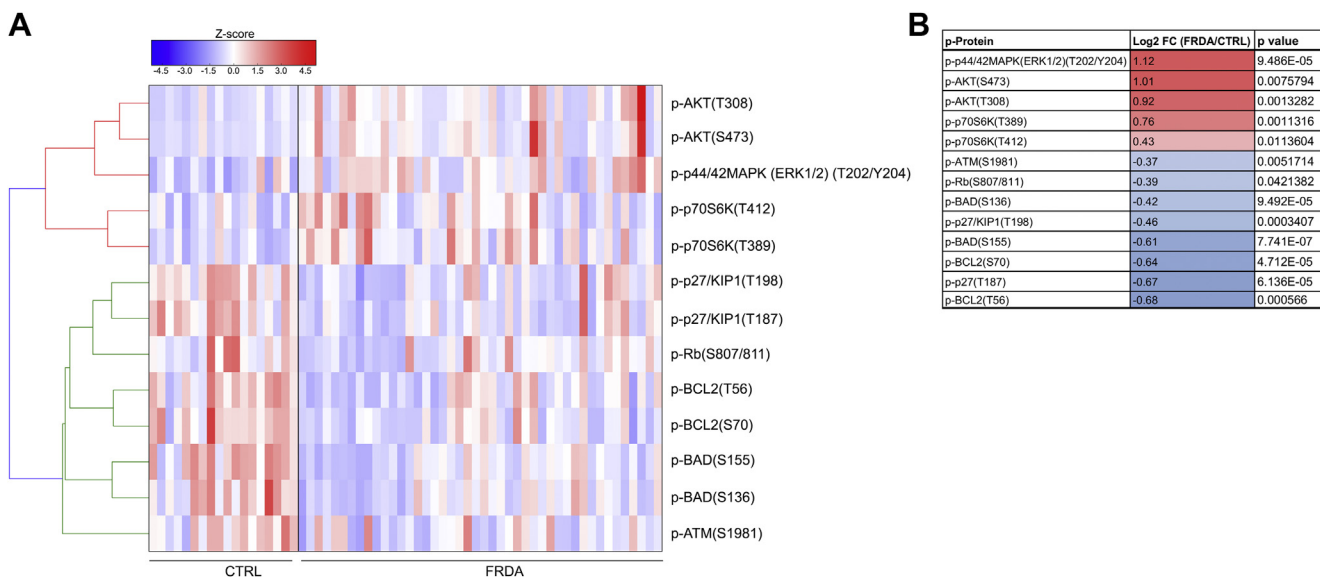 A
Z-score
-4.5 -3.0 -1.5 0.0 1.5 3.0 4.5
p-AKT(T308)
p-AKT(S473)
p-p44/42MAPK (ERK1/2) (T202/Y204)
p-p70S6K(T412)
p-p70S6K(T389)
p-p27/KIP1(T198)
p-p27/KIP1(T187)
p-Rb(S807/811)
p-BCL2(T56)
p-BCL2(S70)
p-BAD(S155)
p-BAD(S136)
p-ATM(S1981)
CTRL FRDA
B
p-Protein Log2 FC (FRDA/CTRL) p value
p-p44/42MAPK(ERK1/2)(T202/Y204) 1.12 9.486E-05
p-AKT(S473) 1.01 0.0075794
p-AKT(T308) 0.92 0.0013282
p-p70S6K(T389) 0.76 0.0011316
p-p70S6K(T412) 0.43 0.0113604
p-ATM(S1981) -0.37 0.0051714
p-Rb(S807/811) -0.39 0.0421382
p-BAD(S136) -0.42 9.492E-05
p-p27/KIP1(T198) -0.46 0.0003407
p-BAD(S155) -0.61 7.741E-07
p-BCL2(S70) -0.64 4.712E-05
p-p27(T187) -0.67 6.136E-05
p-BCL2(T56) -0.68 0.000566